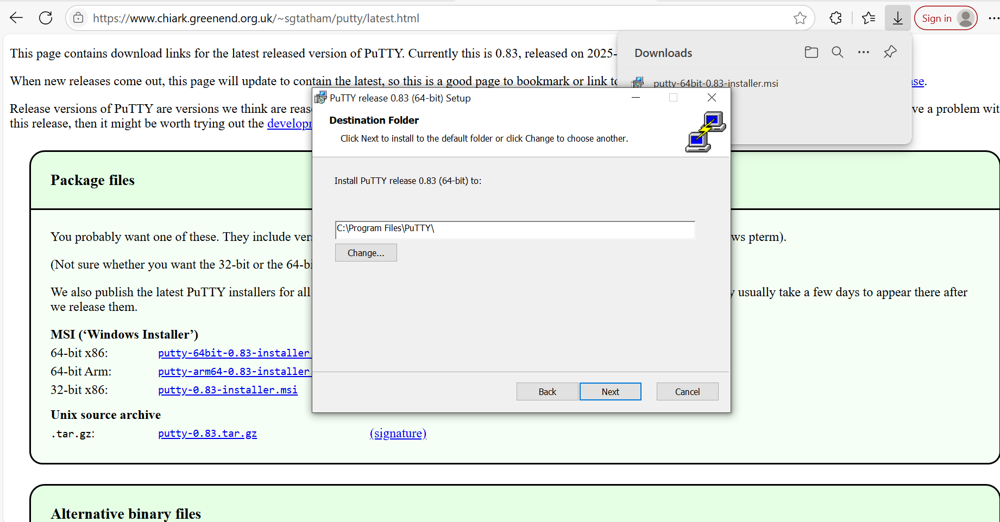 https://www.chiark.greenend.org.uk/~sgtatham/putty/latest.html
Sign in
This page contains download links for the latest released version of PuTTY. Currently this is 0.83, released on 2025-
When new releases come out, this page will update to contain the latest, so this is a good page to bookmark or link
Release versions of PuTTY are versions we think are
ve a problem
this release, then it might be worth trying out the
Downloads
putty-64bit-0.83-installer.msi
PuTTY release 0.83 (64-bit) Setup
Destination Folder
Click Next to install to the default folder or click Change to choose another.
Install PuTTY release 0.83 (64-bit) to:
C:\Program Files\PuTTY\
Change...
Back
Next
Cancel
Package files
You probably want one of these. They include
ws pterm).
(Not sure whether you want the 32-bit or the
We also publish the latest PuTTY installers for all
usually take a few days to appear there after
we release them.
MSI (‘Windows Installer’)
64-bit x86: putty-64bit-0.83-installer.
64-bit Arm: putty-arm64-0.83-installer
32-bit x86: putty-0.83-installer.msi
Unix source archive
.tar.gz: putty-0.83.tar.gz (signature)
Alternative binary files